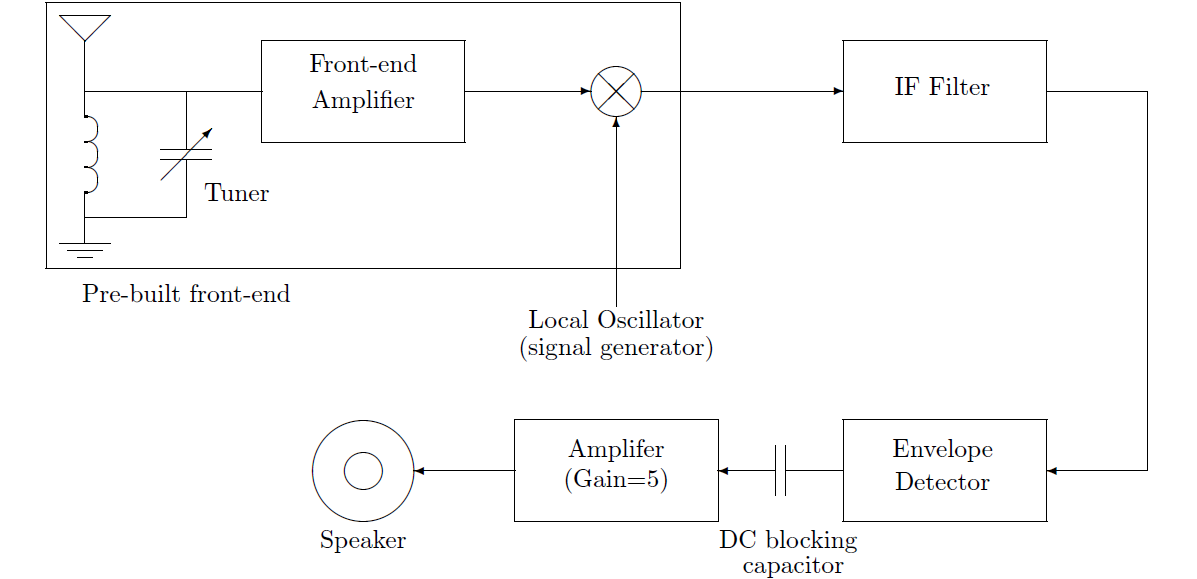 Front-end
Amplifier
IF Filter
Tuner
Pre-built front-end
Local Oscillator
(signal generator)
Amplifer
(Gain=5)
Envelope
Detector
Speaker
DC blocking
capacitor